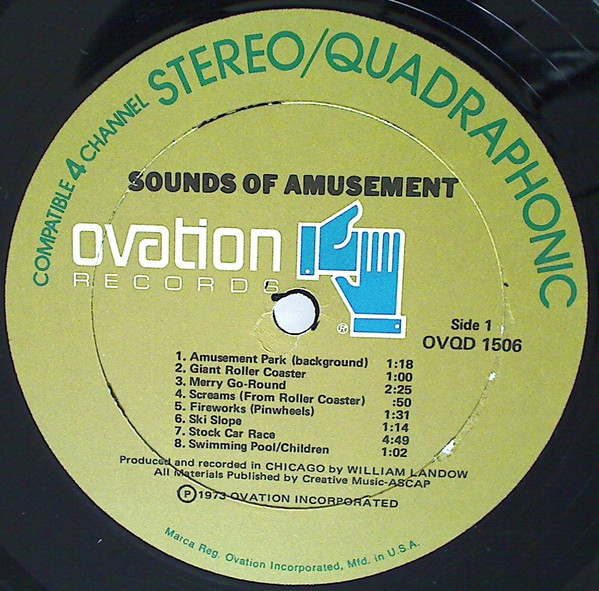 COMPATIBLE 4 CHANNEL STEREO/QUADRAPHONIC
SOUNDS OF AMUSEMENT
ovation
RECORDS
®
Side 1
OVQD 1506
1. Amusement Park (background) 1:18
2. Giant Roller Coaster 1:00
3. Merry Go-Round 2:25
4. Screams (From Roller Coaster) :50
5. Fireworks (Pinwheels) 1:31
6. Ski Slope 1:14
7. Stock Car Race 4:49
8. Swimming Pool/Children 1:02
Produced and recorded in CHICAGO by WILLIAM LANDOW
All Materials Published by Creative Music-ASCAP
Ⓟ 1973 OVATION INCORPORATED
Marca Reg. Ovation Incorporated, Mfd. in U.S.A.